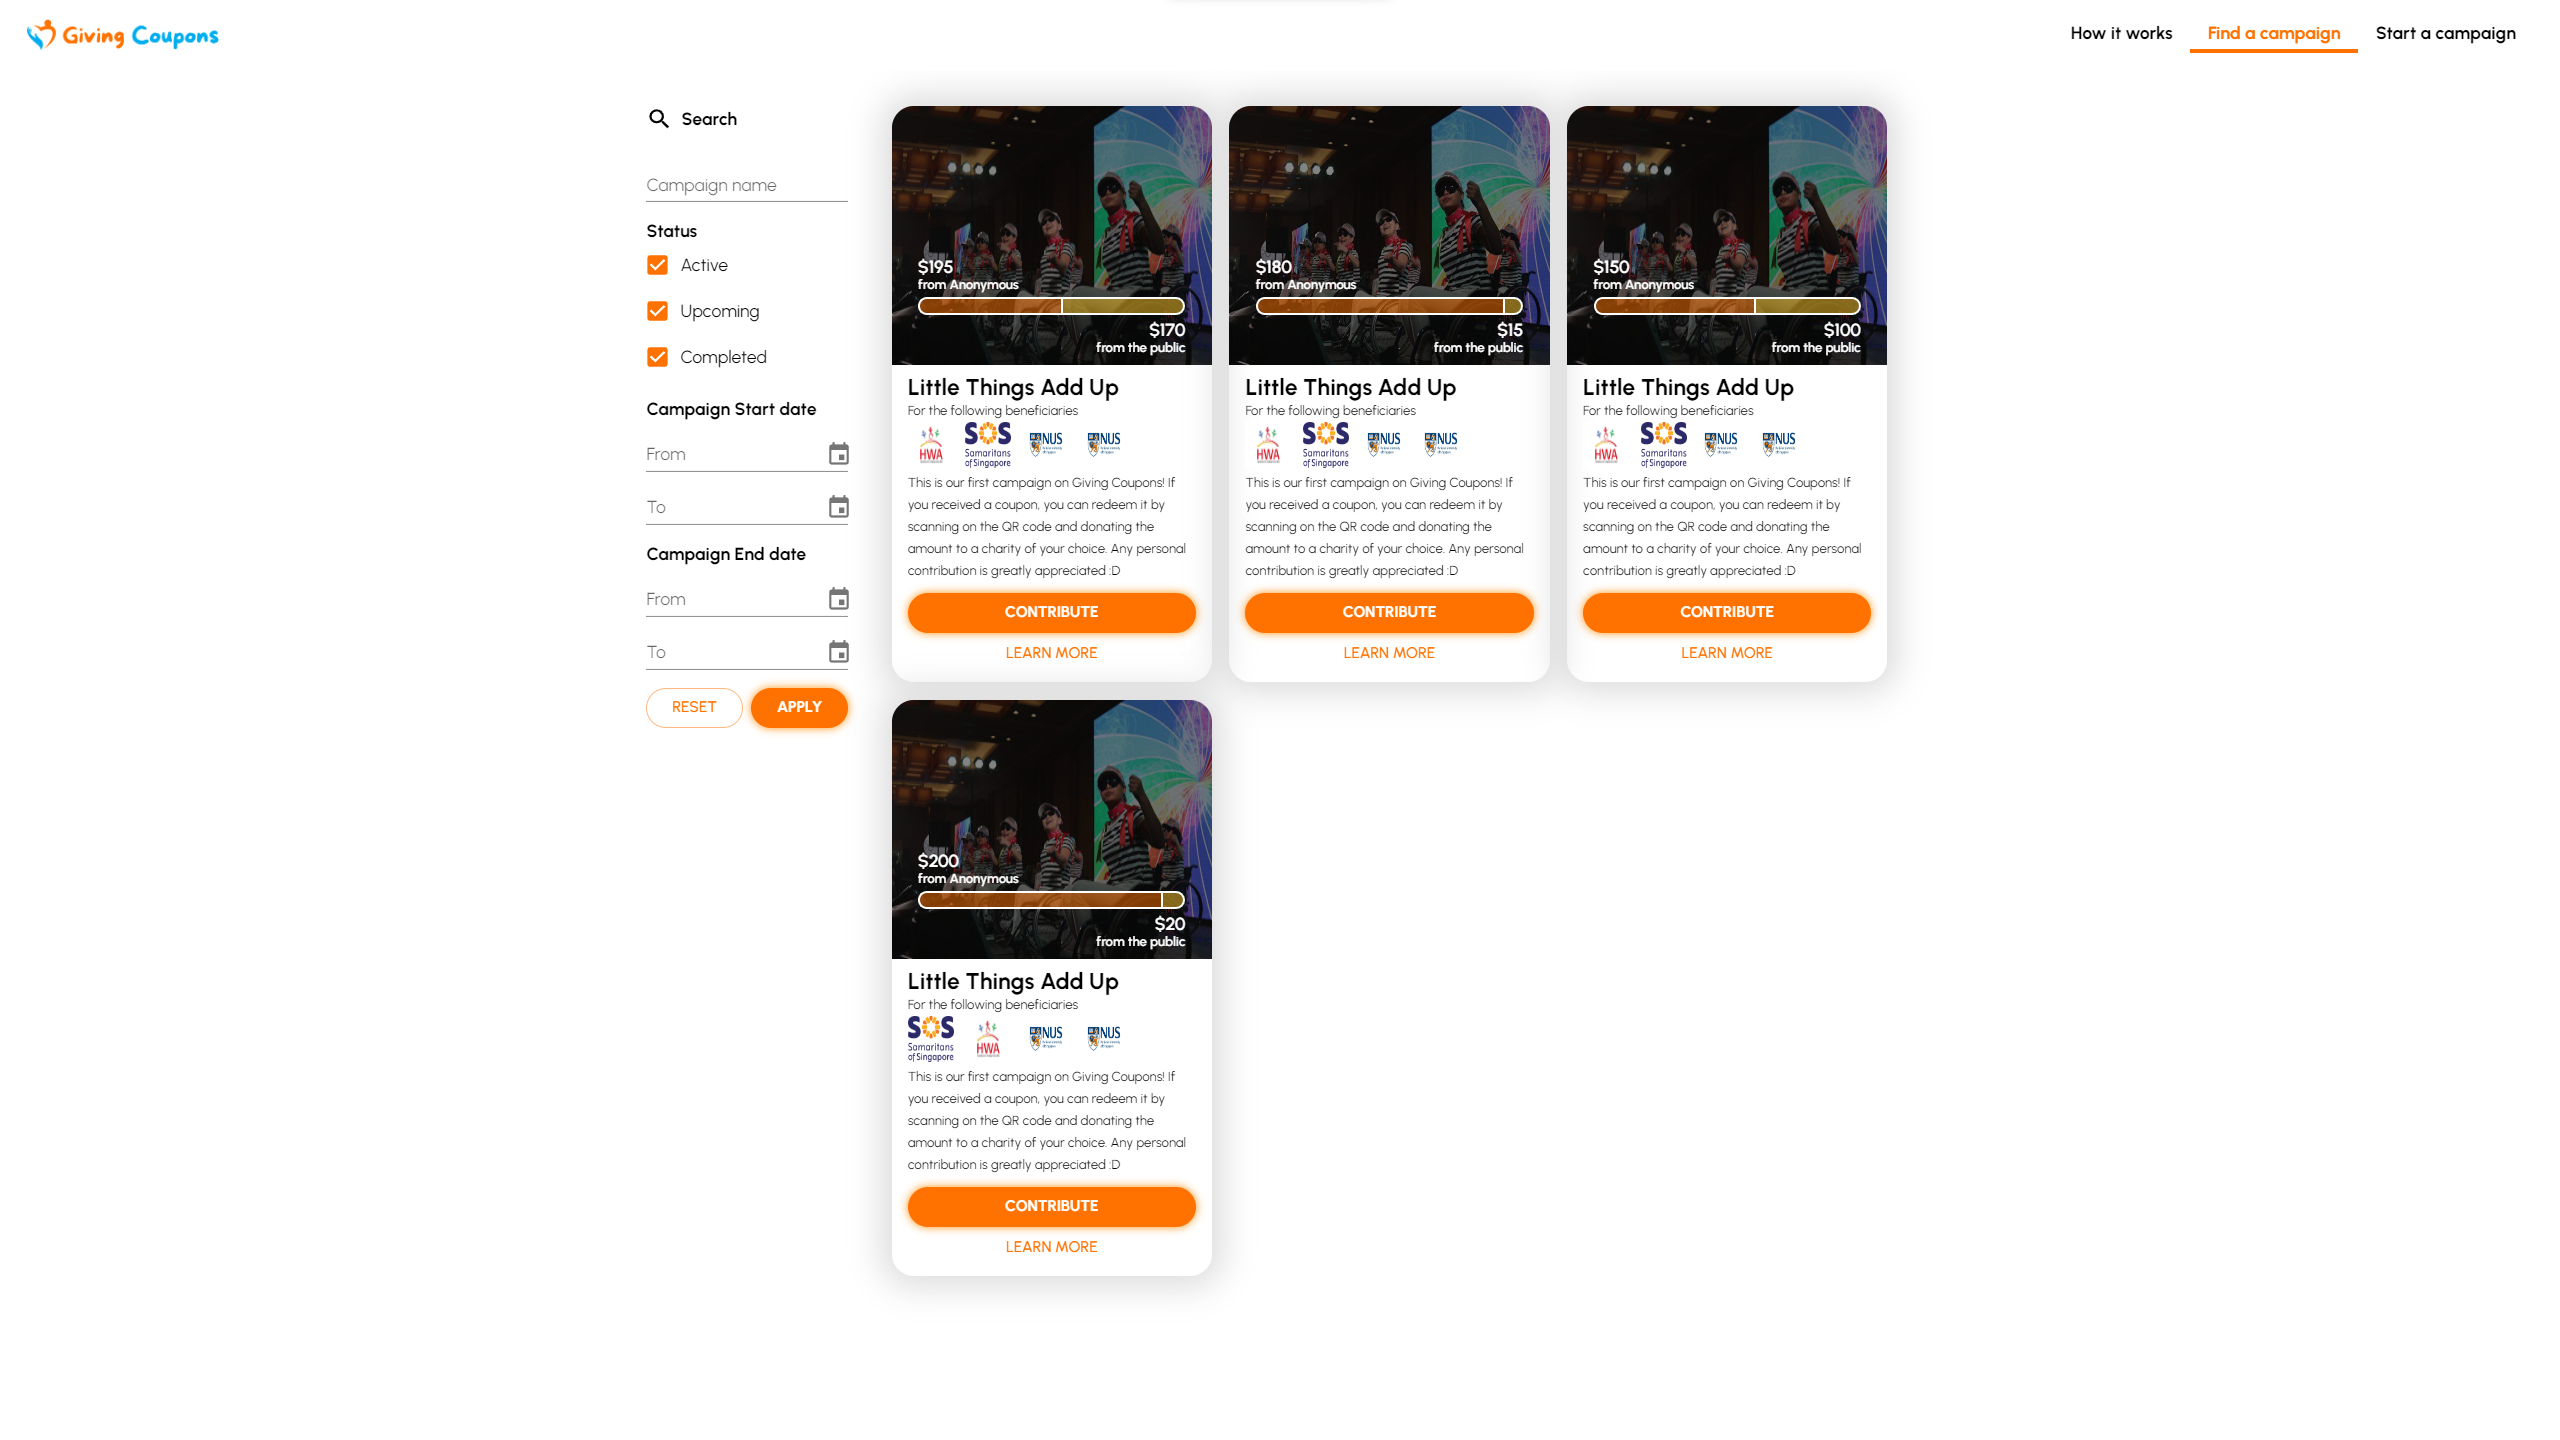 Giving Coupons
How it works
Find a campaign
Start a campaign
Search
Campaign name
Status
Active
Upcoming
Completed
Campaign Start date
From
To
Campaign End date
From
To
RESET
APPLY
$195
from Anonymous
$170
from the public
Little Things Add Up
For the following beneficiaries
HWA
SOS
Samaritans
of Singapore
NUS
NUS
This is our first campaign on Giving Coupons! If
you received a coupon, you can redeem it by
scanning on the QR code and donating the
amount to a charity of your choice. Any personal
contribution is greatly appreciated :D
CONTRIBUTE
LEARN MORE
$180
from Anonymous
$15
from the public
Little Things Add Up
For the following beneficiaries
HWA
SOS
Samaritans
of Singapore
NUS
NUS
This is our first campaign on Giving Coupons! If
you received a coupon, you can redeem it by
scanning on the QR code and donating the
amount to a charity of your choice. Any personal
contribution is greatly appreciated :D
CONTRIBUTE
LEARN MORE
$150
from Anonymous
$100
from the public
Little Things Add Up
For the following beneficiaries
HWA
SOS
Samaritans
of Singapore
NUS
NUS
This is our first campaign on Giving Coupons! If
you received a coupon, you can redeem it by
scanning on the QR code and donating the
amount to a charity of your choice. Any personal
contribution is greatly appreciated :D
CONTRIBUTE
LEARN MORE
$200
from Anonymous
$20
from the public
Little Things Add Up
For the following beneficiaries
SOS
Samaritans
of Singapore
HWA
NUS
NUS
This is our first campaign on Giving Coupons! If
you received a coupon, you can redeem it by
scanning on the QR code and donating the
amount to a charity of your choice. Any personal
contribution is greatly appreciated :D
CONTRIBUTE
LEARN MORE